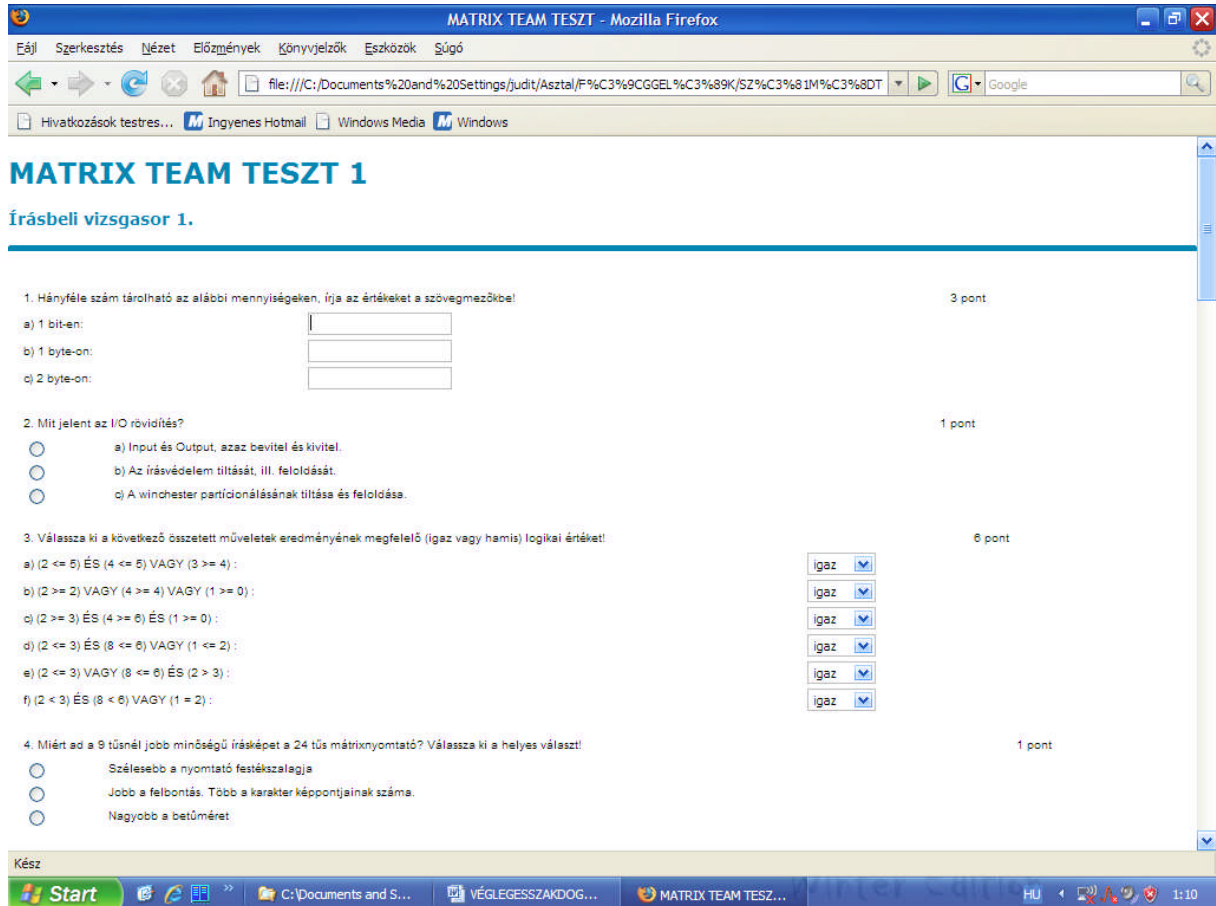 MATRIX TEAM TESZT - Mozilla Firefox
Fájl Szerkesztés Nézet Előzmények Könyvjelzők Eszközök Súgó
file:///C:/Documents%20and%20Settings/judit/Asztal/F%C3%9CGGEL%C3%89K/SZ%C3%81M%C3%8DT
G Google
Hivatkozások testres... Ingyenes Hotmail Windows Media Windows
MATRIX TEAM TESZT 1
Írásbeli vizsgasor 1.
1. Hányféle szám tárolható az alábbi mennyiségeken, írja az értékeket a szövegmezőkbe! 3 pont
a) 1 bit-en:
b) 1 byte-on:
c) 2 byte-on:
2. Mit jelent az I/O rövidítés? 1 pont
a) Input és Output, azaz bevitel és kivitel.
b) Az írásvédelem tiltását, ill. feloldását.
c) A winchester partícionálásának tiltása és feloldása.
3. Válassza ki a következő összetett műveletek eredményének megfelelő (igaz vagy hamis) logikai értéket! 6 pont
a) (2 <= 5) ÉS (4 <= 5) VAGY (3 >= 4) : igaz
b) (2 >= 2) VAGY (4 >= 4) VAGY (1 >= 0) : igaz
c) (2 >= 3) ÉS (4 >= 6) ÉS (1 >= 0) : igaz
d) (2 <= 3) ÉS (8 <= 6) VAGY (1 <= 2) : igaz
e) (2 <= 3) VAGY (8 <= 6) ÉS (2 > 3) : igaz
f) (2 < 3) ÉS (8 < 6) VAGY (1 = 2) : igaz
4. Miért ad a 9 tűsnél jobb minőségű írásképet a 24 tűs mátrixnyomtató? Válassza ki a helyes választ! 1 pont
Szélesebb a nyomtató festékszalagja
Jobb a felbontás. Több a karakter képpontjainak száma.
Nagyobb a betûméret
Kész
Start » C:\Documents and S... VÉGLEGESSZAKDOG... MATRIX TEAM TESZ... Winter Edition HU 1:10